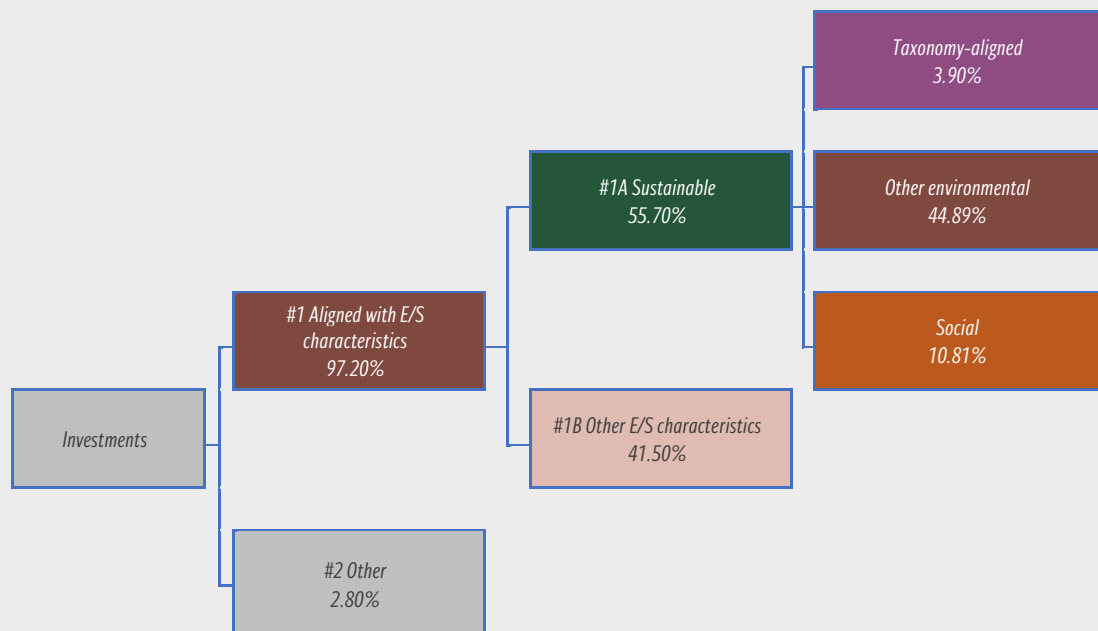 Taxonomy-aligned
3.90%
#1A Sustainable
55.70%
Other environmental
44.89%
#1 Aligned with E/S
characteristics
97.20%
Social
10.81%
Investments
#1B Other E/S characteristics
41.50%
#2 Other
2.80%